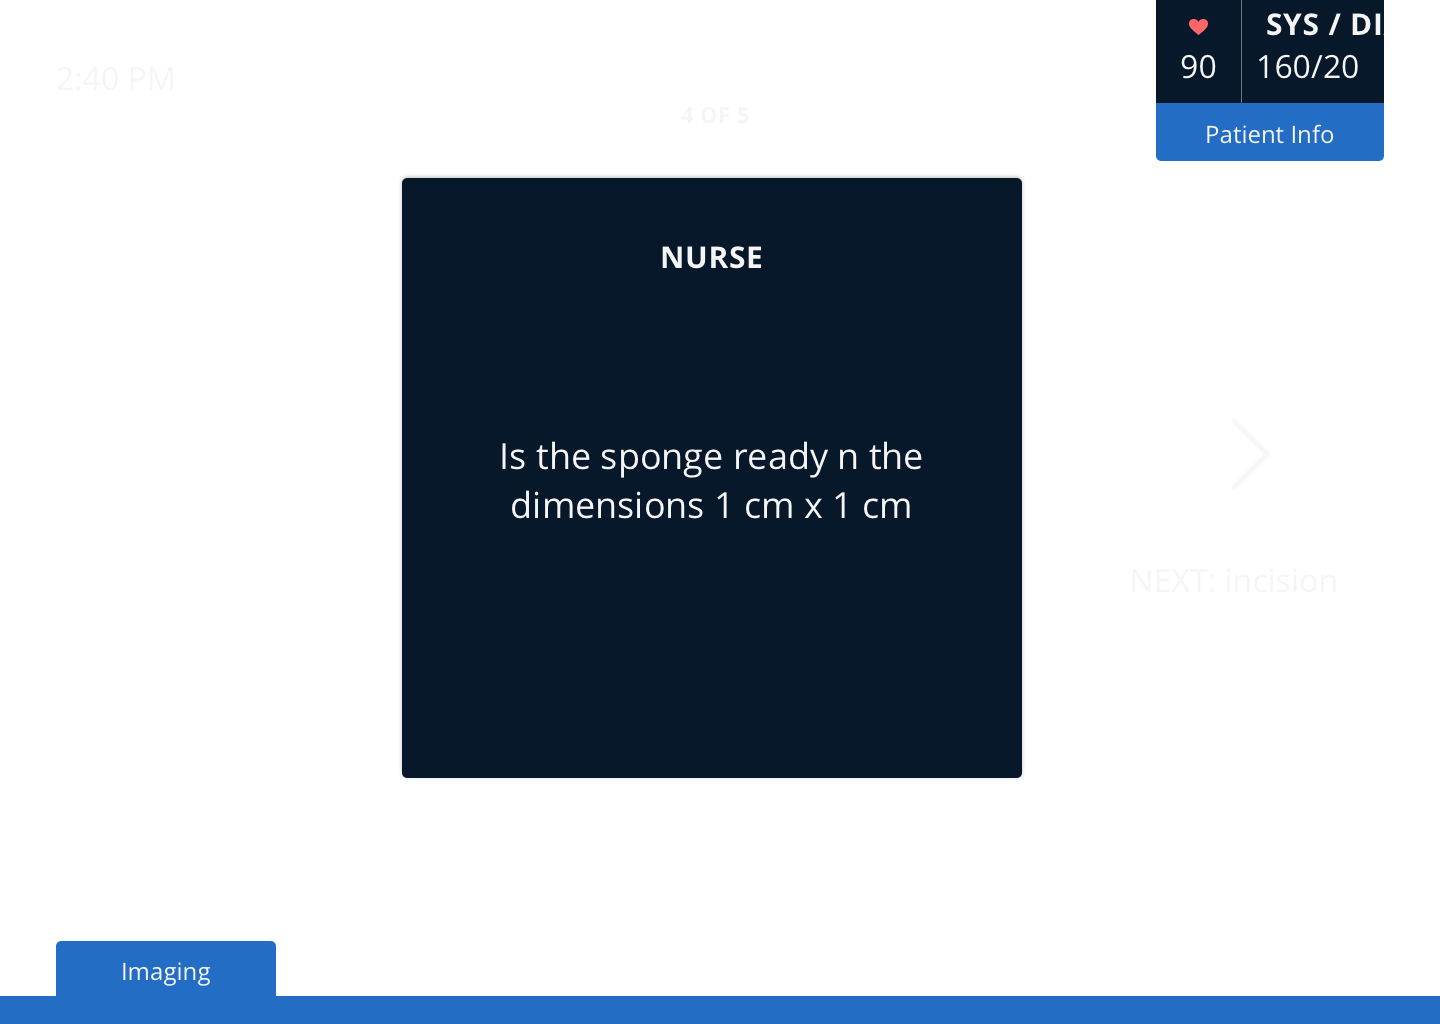 2:40 PM
4 OF 5
SYS / DI
90
160/20
Patient Info
NURSE
Is the sponge ready n the
dimensions 1 cm x 1 cm
NEXT: incision
Imaging